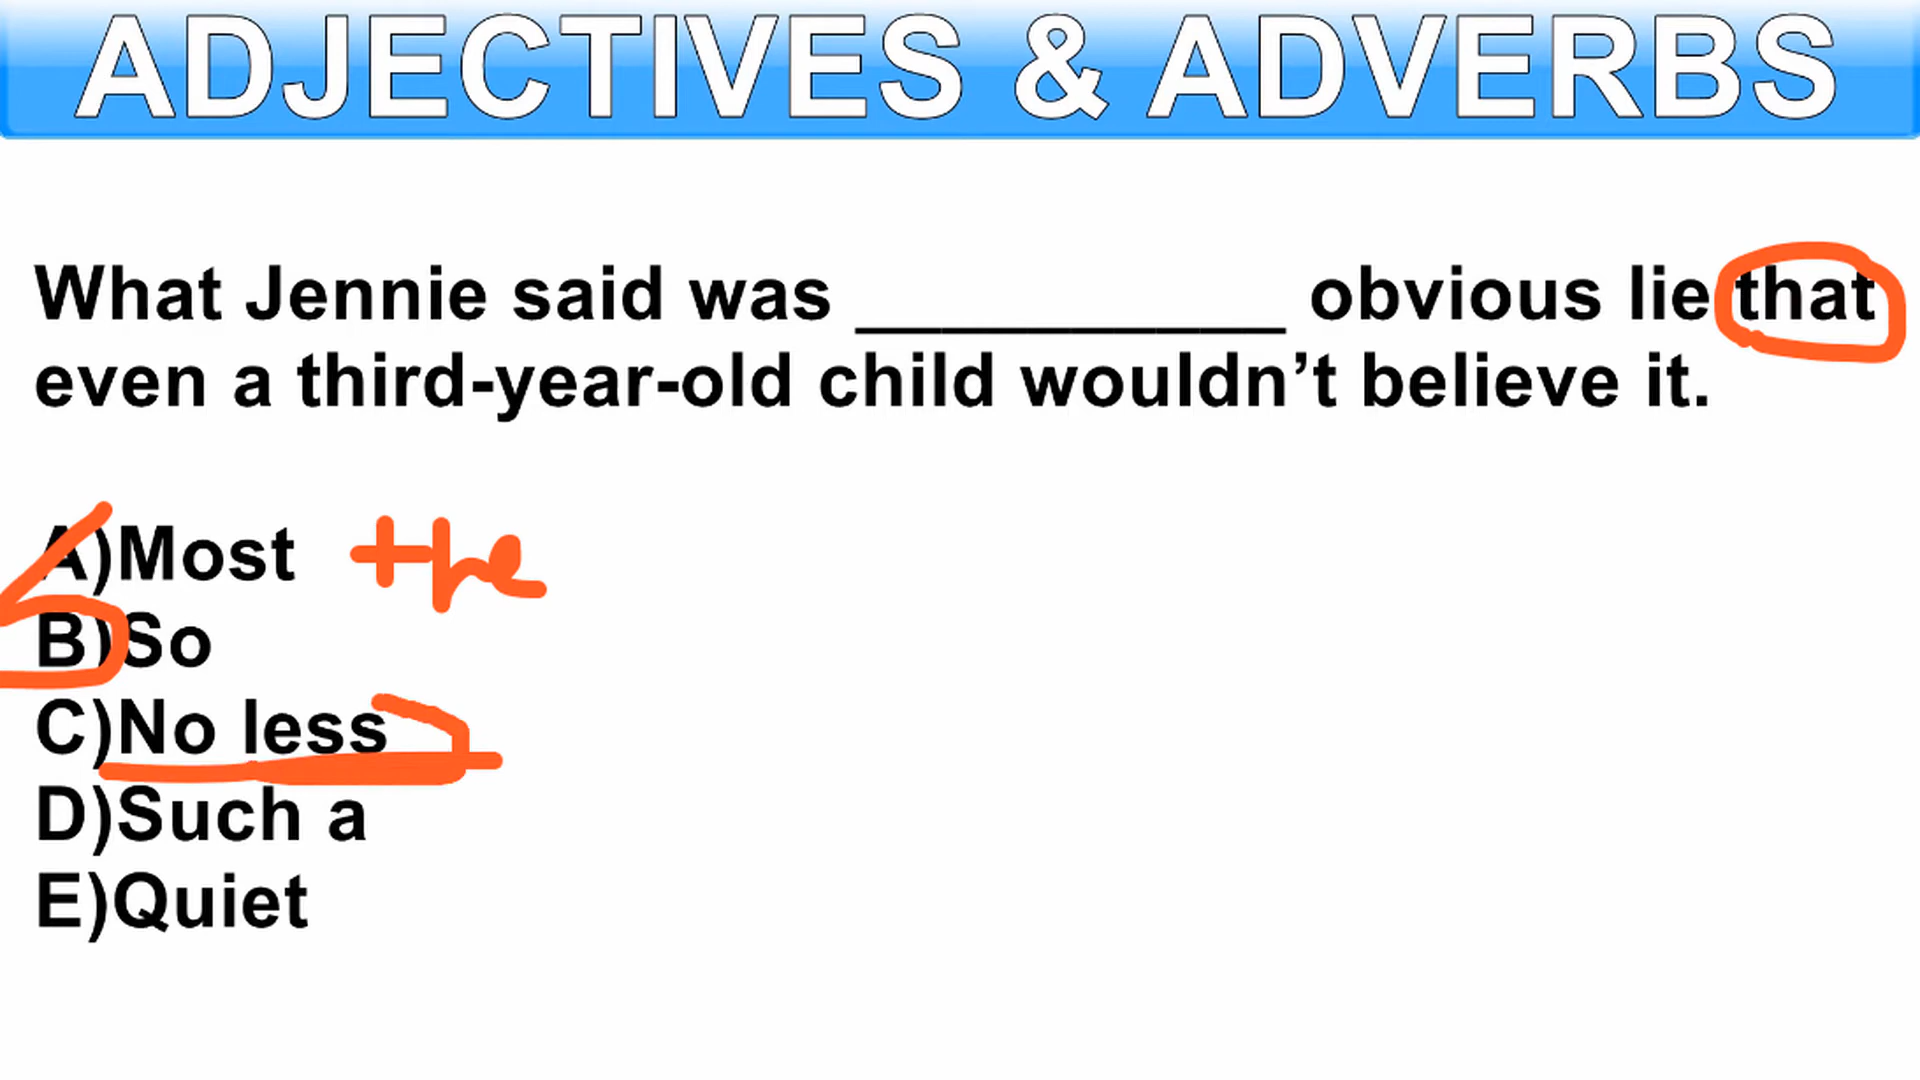 ADJECTIVES & ADVERBS
What Jennie said was __________ obvious lie that
even a third-year-old child wouldn’t believe it.
A)Most the
B)So
C)No less
D)Such a
E)Quiet